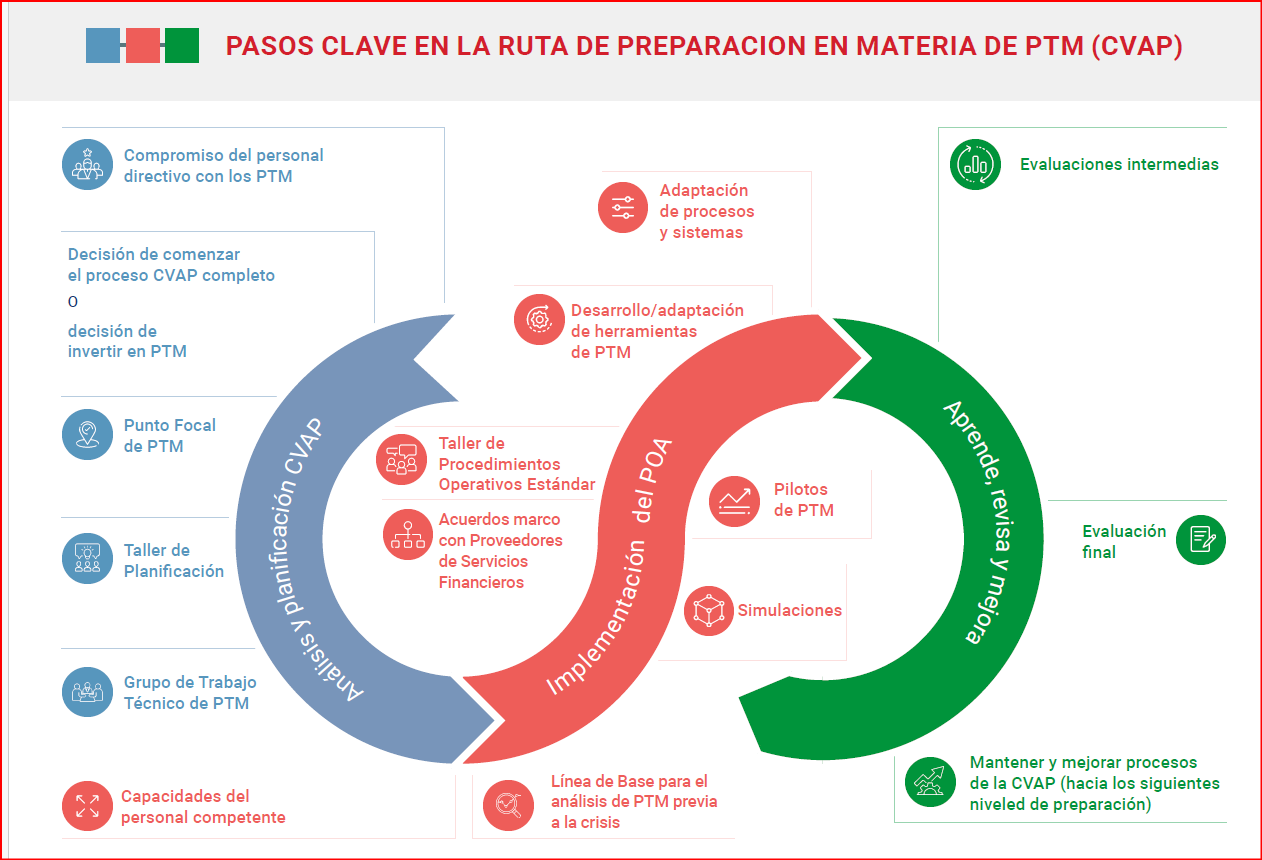 PASOS CLAVE EN LA RUTA DE PREPARACION EN MATERIA DE PTM (CVAP)
Compromiso del personal
directivo con los PTM
Decisión de comenzar
el proceso CVAP completo
O
decisión de
invertir en PTM
Punto Focal
de PTM
Taller de
Planificación
Grupo de Trabajo
Técnico de PTM
Análisis y planificación CVAP
Capacidades del
personal competente
Línea de Base para el
análisis de PTM previa
a la crisis
Taller de
Procedimientos
Operativos Estándar
Acuerdos marco
con Proveedores
de Servicios
Financieros
Desarrollo/adaptación
de herramientas
de PTM
Adaptación
de procesos
y sistemas
Implementación del POA
Pilotos
de PTM
Simulaciones
Aprende, revisa y mejora
Evaluaciones intermedias
Evaluación
final
Mantener y mejorar procesos
de la CVAP (hacia los siguientes
niveled de preparación)